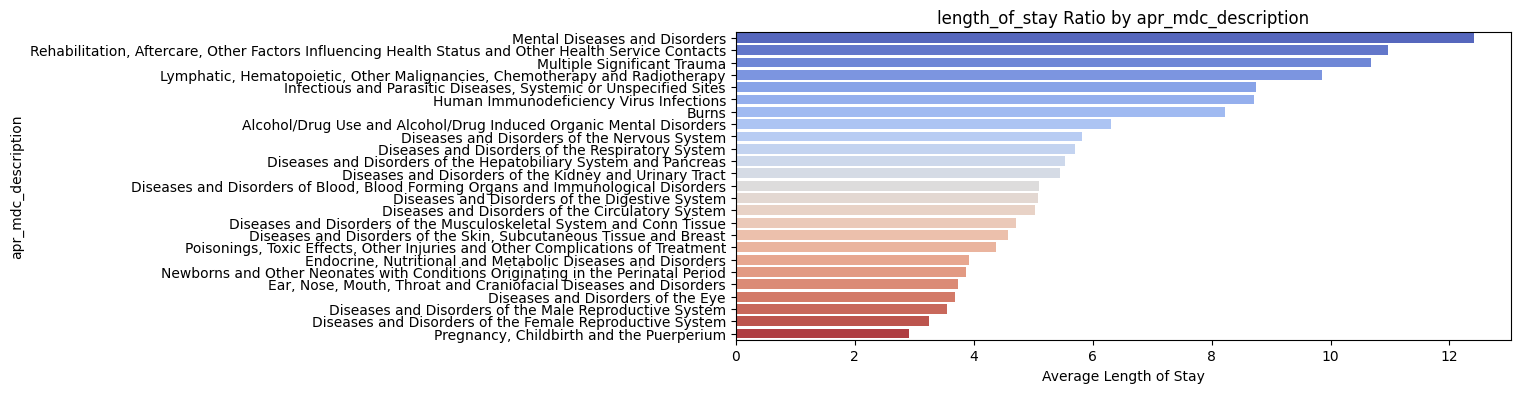 length_of_stay Ratio by apr_mdc_description
apr_mdc_description
Mental Diseases and Disorders
Rehabilitation, Aftercare, Other Factors Influencing Health Status and Other Health Service Contacts
Multiple Significant Trauma
Lymphatic, Hematopoietic, Other Malignancies, Chemotherapy and Radiotherapy
Infectious and Parasitic Diseases, Systemic or Unspecified Sites
Human Immunodeficiency Virus Infections
Burns
Alcohol/Drug Use and Alcohol/Drug Induced Organic Mental Disorders
Diseases and Disorders of the Nervous System
Diseases and Disorders of the Respiratory System
Diseases and Disorders of the Hepatobiliary System and Pancreas
Diseases and Disorders of the Kidney and Urinary Tract
Diseases and Disorders of Blood, Blood Forming Organs and Immunological Disorders
Diseases and Disorders of the Digestive System
Diseases and Disorders of the Circulatory System
Diseases and Disorders of the Musculoskeletal System and Conn Tissue
Diseases and Disorders of the Skin, Subcutaneous Tissue and Breast
Poisonings, Toxic Effects, Other Injuries and Other Complications of Treatment
Endocrine, Nutritional and Metabolic Diseases and Disorders
Newborns and Other Neonates with Conditions Originating in the Perinatal Period
Ear, Nose, Mouth, Throat and Craniofacial Diseases and Disorders
Diseases and Disorders of the Eye
Diseases and Disorders of the Male Reproductive System
Diseases and Disorders of the Female Reproductive System
Pregnancy, Childbirth and the Puerperium
0 2 4 6 8 10 12
Average Length of Stay